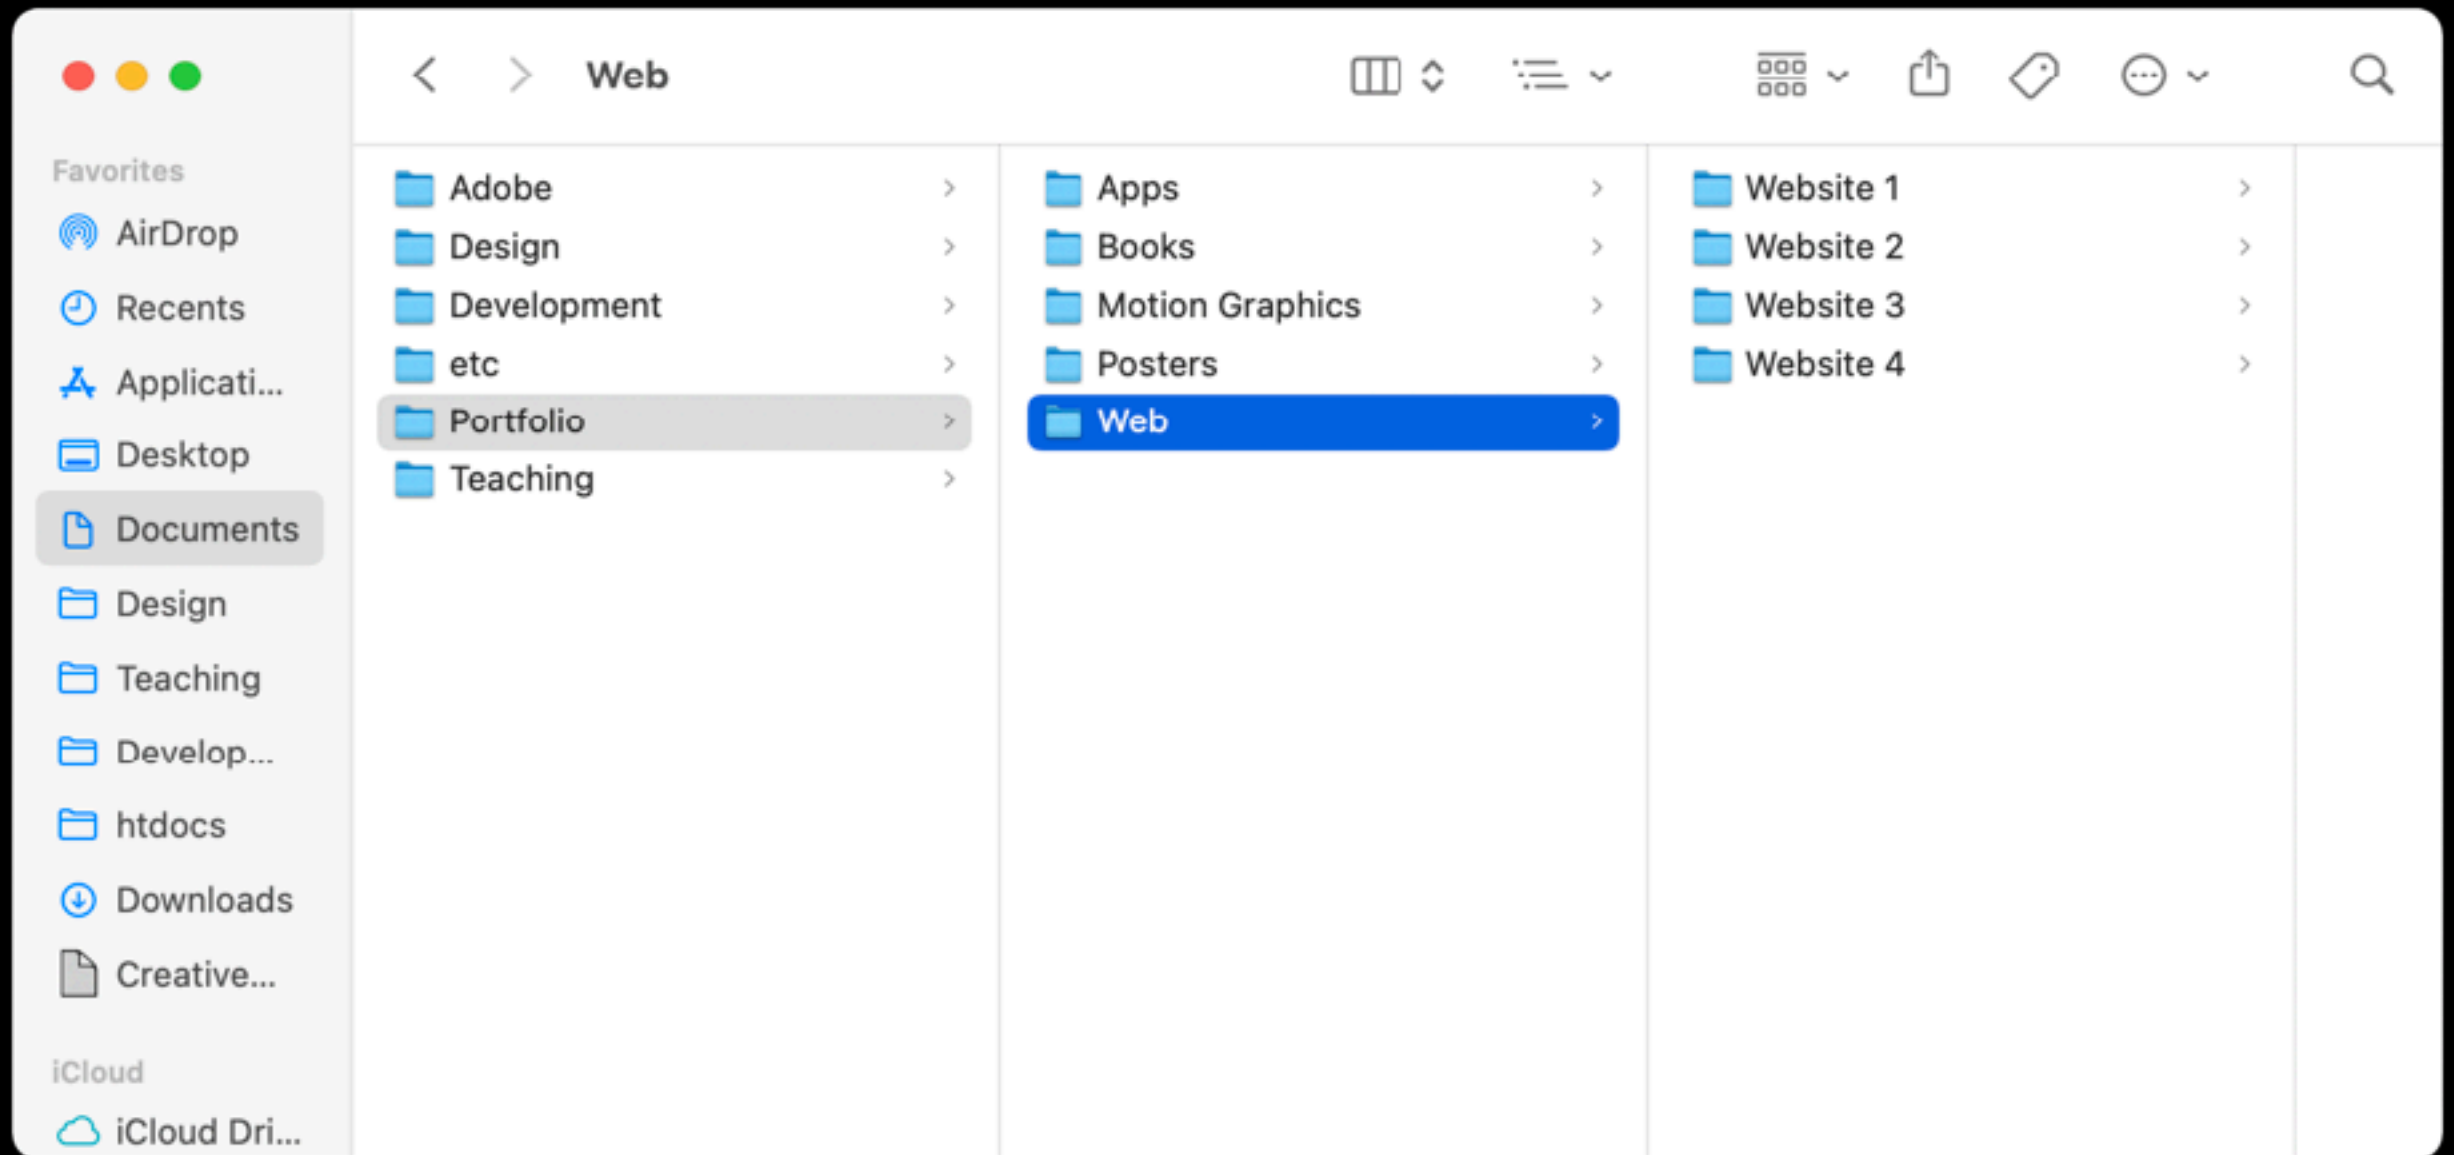 Web
Favorites
AirDrop
Recents
Applicati...
Desktop
Documents
Design
Teaching
Develop...
htdocs
Downloads
Creative...
iCloud
iCloud Dri...
Adobe
Design
Development
etc
Portfolio
Teaching
Apps
Books
Motion Graphics
Posters
Web
Website 1
Website 2
Website 3
Website 4